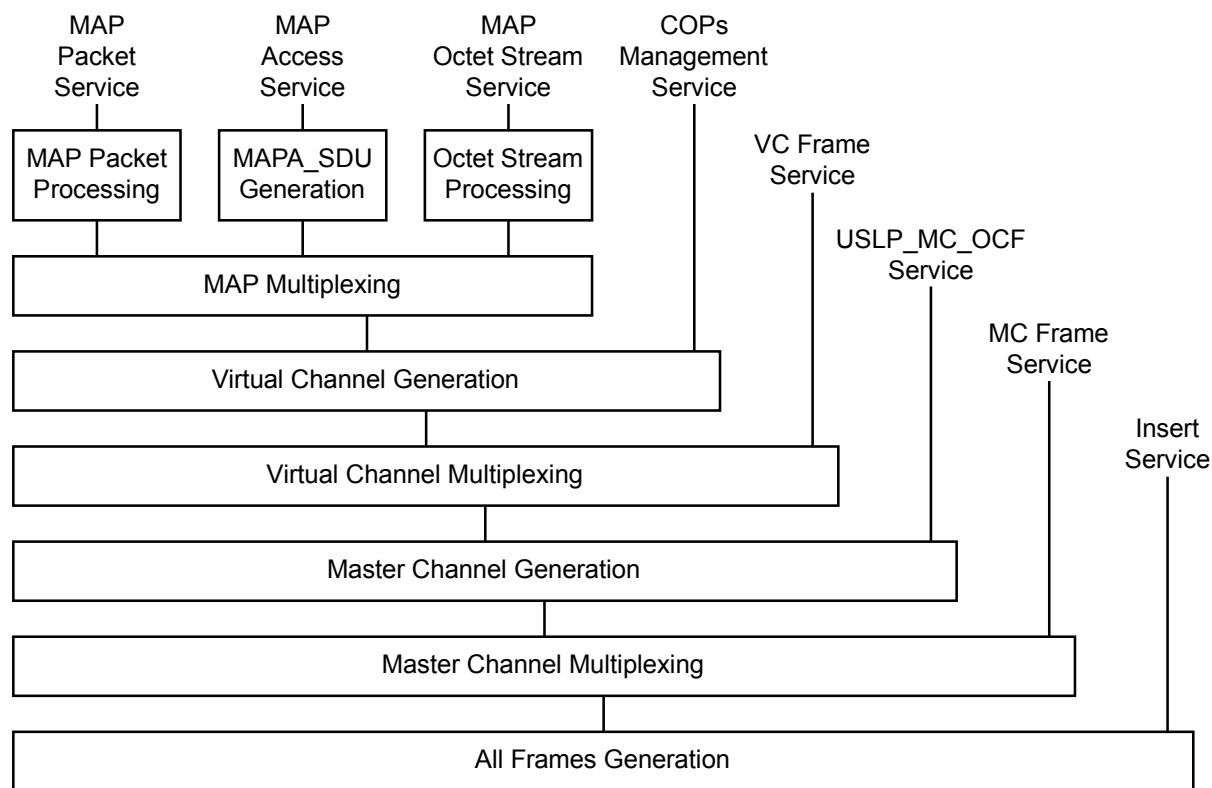 MAP
Packet
Service
MAP
Access
Service
MAP
Octet Stream
Service
COPs
Management
Service
MAP Packet
Processing
MAPA_SDU
Generation
Octet Stream
Processing
VC Frame
Service
USLP_MC_OCF
Service
MAP Multiplexing
MC Frame
Service
Virtual Channel Generation
Insert
Service
Virtual Channel Multiplexing
Master Channel Generation
Master Channel Multiplexing
All Frames Generation